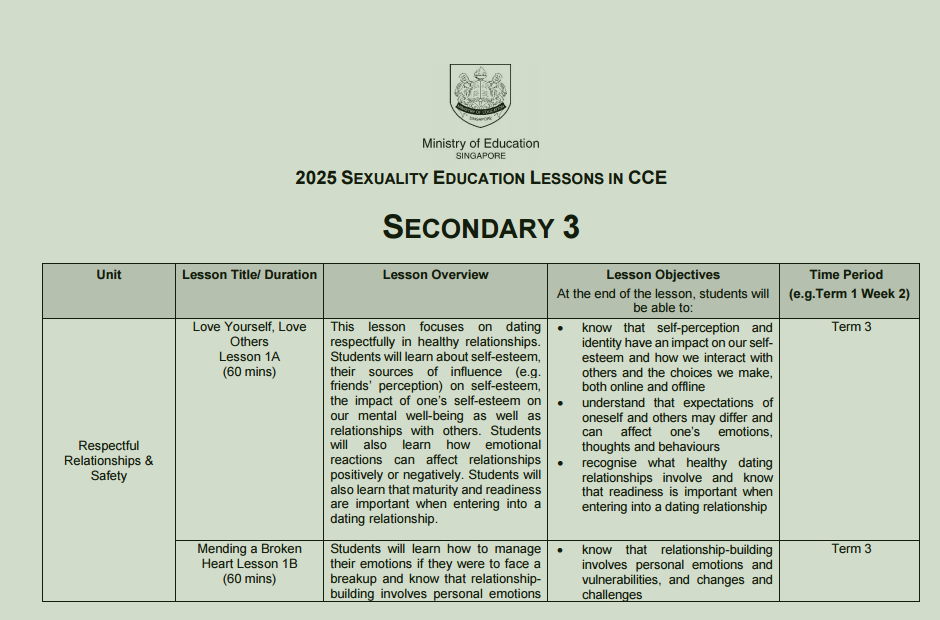 Ministry of Education
SINGAPORE
2025 SEXUALITY EDUCATION LESSONS IN CCE
SECONDARY 3
Unit
Lesson Title/ Duration
Lesson Overview
Lesson Objectives
At the end of the lesson, students will
be able to:
Time Period
(e.g.Term 1 Week 2)
Respectful
Relationships &
Safety
Love Yourself, Love
Others
Lesson 1A
(60 mins)
This lesson focuses on dating
respectfully in healthy relationships.
Students will learn about self-esteem,
their sources of influence (e.g.
friends' perception) on self-esteem,
the impact of one's self-esteem on
our mental well-being as well as
relationships with others. Students
will also learn how emotional
reactions can affect relationships
positively or negatively. Students will
also learn that maturity and readiness
are important when entering into a
dating relationship.
• know that self-perception and
identity have an impact on our self-
esteem and how we interact with
others and the choices we make,
both online and offline
• understand that expectations of
oneself and others may differ and
can affect one's emotions,
thoughts and behaviours
• recognise what healthy dating
relationships involve and know
that readiness is important when
entering into a dating relationship
Term 3
Mending a Broken
Heart Lesson 1B
(60 mins)
Students will learn how to manage
their emotions if they were to face a
breakup and know that relationship-
building involves personal emotions
• know that relationship-building
involves personal emotions and
vulnerabilities, and changes and
challenges
Term 3